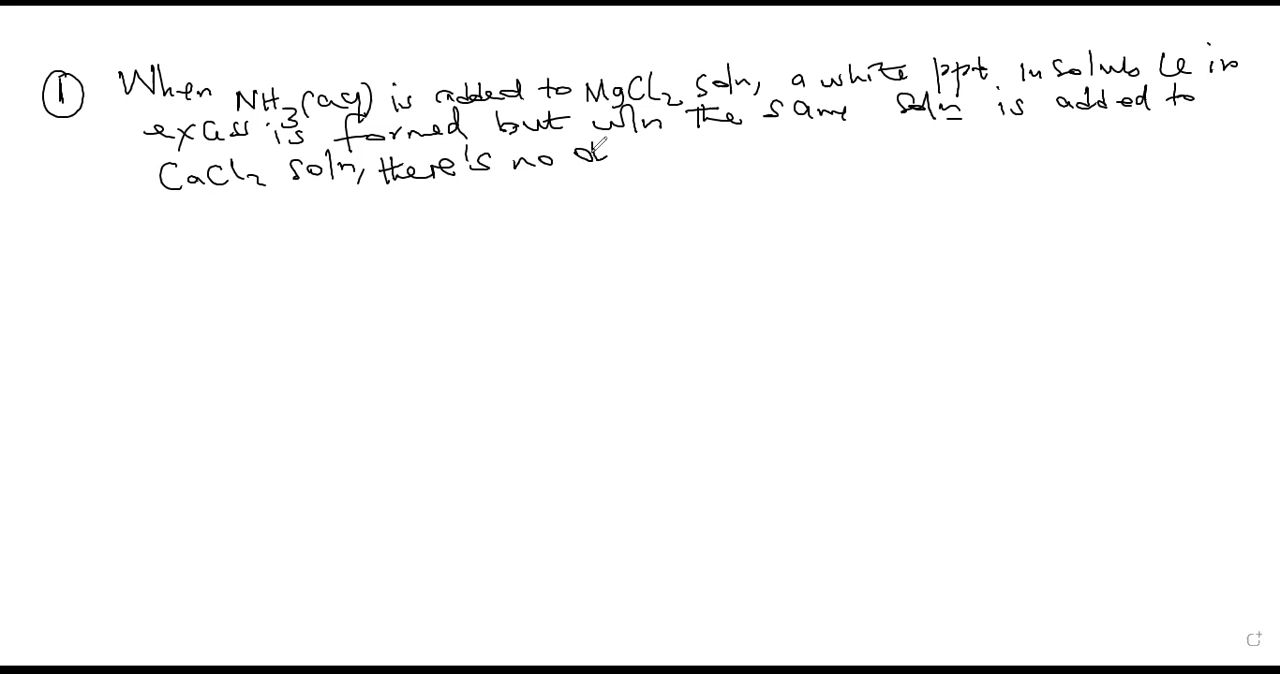 ① When NH₃(aq) is added to MgCl₂ soln, a white ppt insoluble in
excess is formed but w/n the same soln is added to
CaCl₂ soln, there's no ob